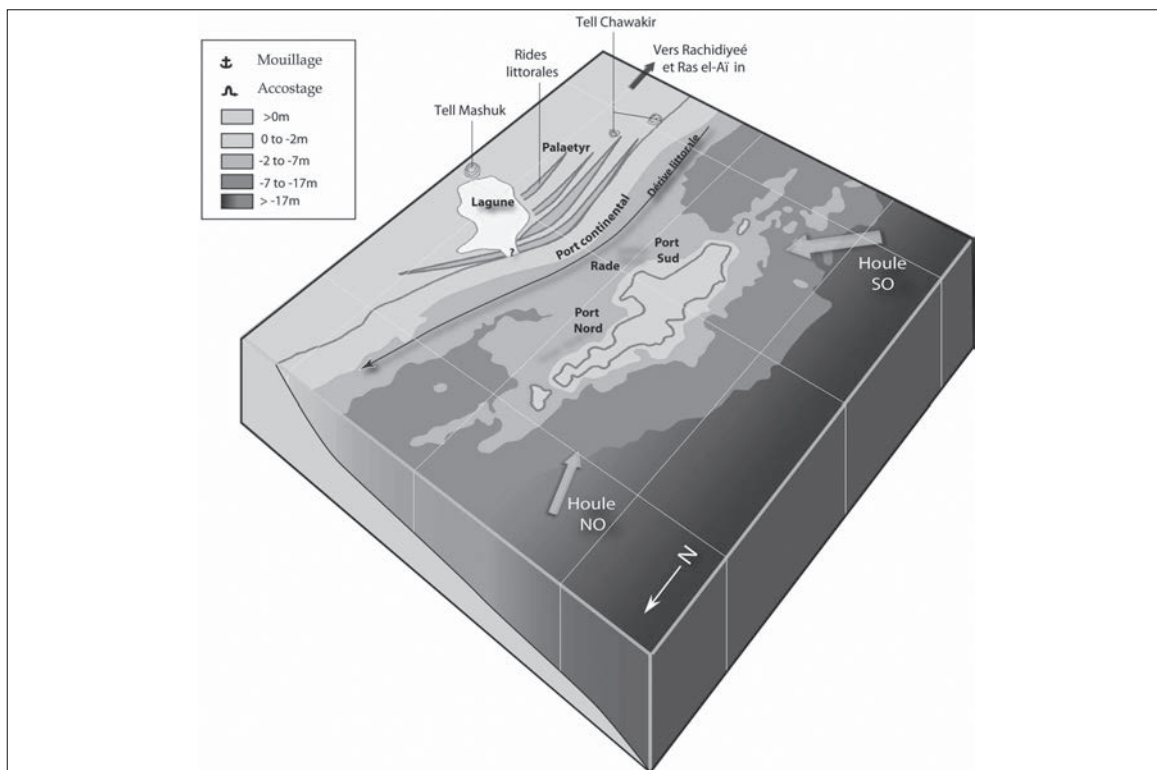 Mouillage
Accostage
>0m
0 to -2m
-2 to -7m
-7 to -17m
> -17m
Tell Chawakir
Vers Rachidiyeé
et Ras el-Aï in
Rides
littorales
Tell Mashuk
Palaetyr
Lagune
?
Port continental
Dérive littorale
Port
Sud
Rade
Port
Nord
Houle
SO
Houle
NO
N